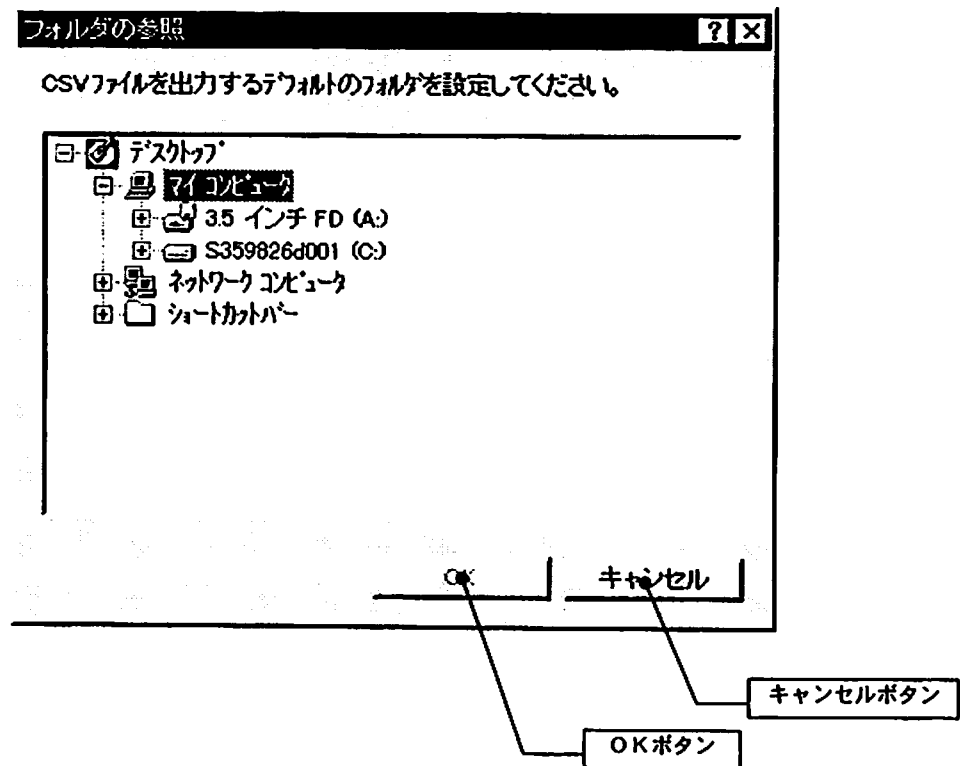 フォルダの参照
CSVファイルを出力するデフォルトのフォルダを設定してください。
デスクトップ
マイ コンピュータ
3.5 インチ FD (A:)
S359826d001 (C:)
ネットワーク コンピュータ
ショートカットバー
OK
キャンセル
キャンセルボタン
OKボタン